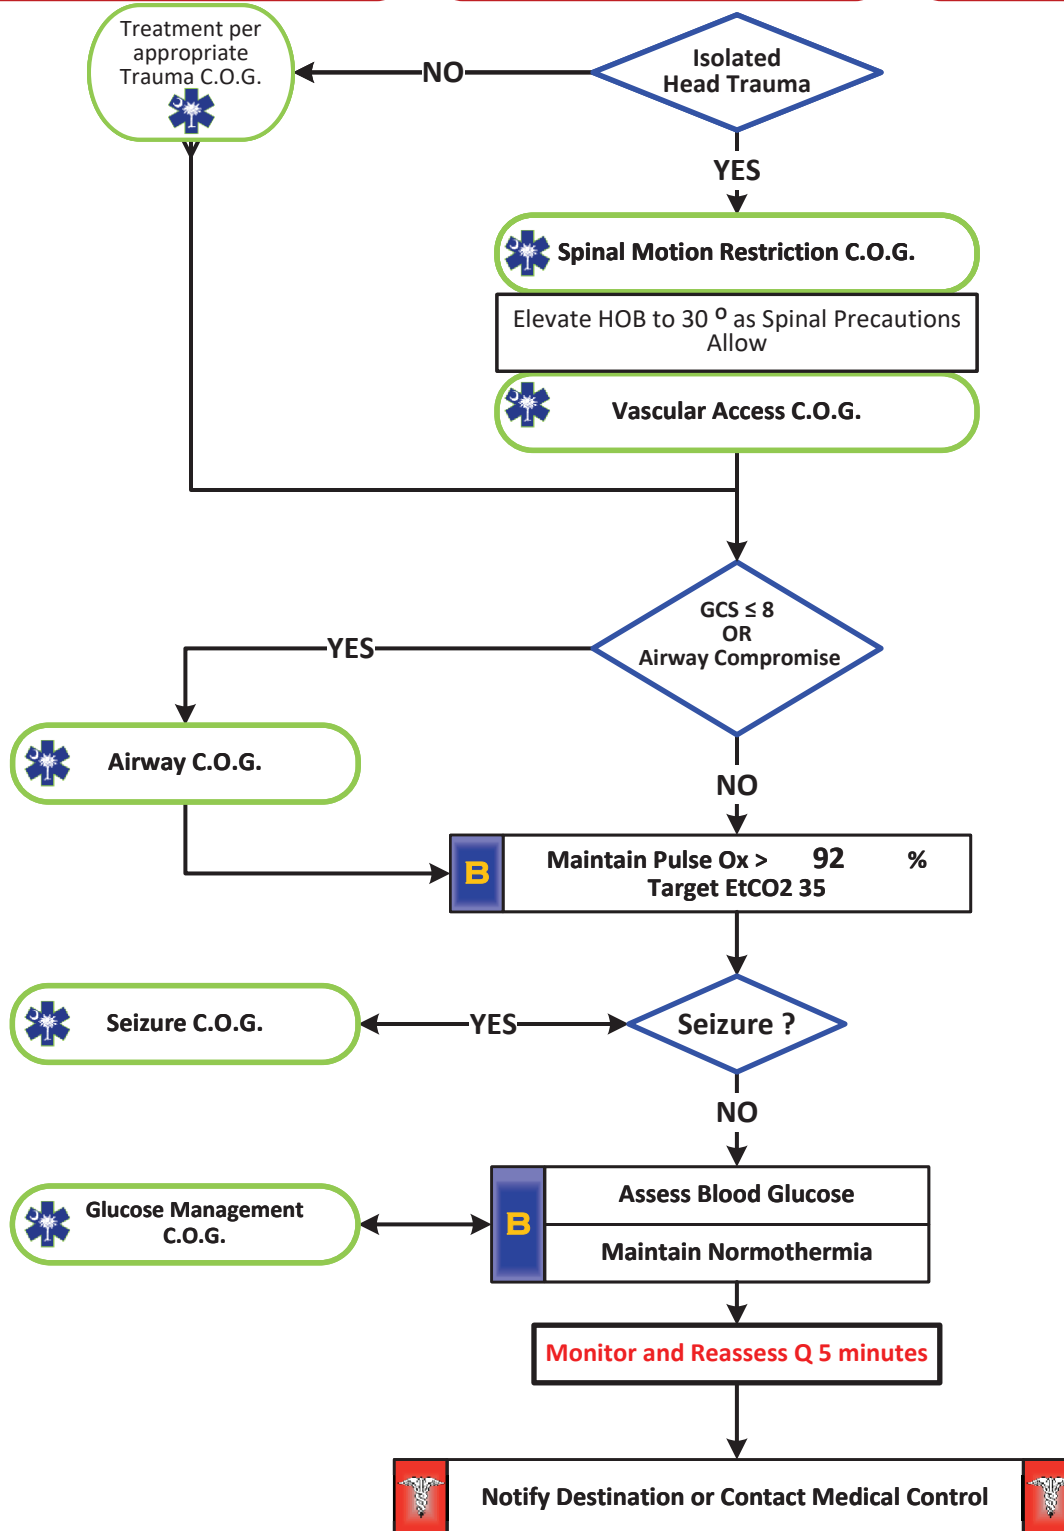 Treatment per
appropriate
Trauma C.O.G.
NO
Isolated
Head Trauma
YES
Spinal Motion Restriction C.O.G.
Elevate HOB to 30 º as Spinal Precautions
Allow
Vascular Access C.O.G.
GCS ≤ 8
OR
Airway Compromise
YES
Airway C.O.G.
NO
B
Maintain Pulse Ox > 92 %
Target EtCO2 35
Seizure C.O.G.
YES
Seizure ?
NO
Glucose Management
C.O.G.
B
Assess Blood Glucose
Maintain Normothermia
Monitor and Reassess Q 5 minutes
Notify Destination or Contact Medical Control